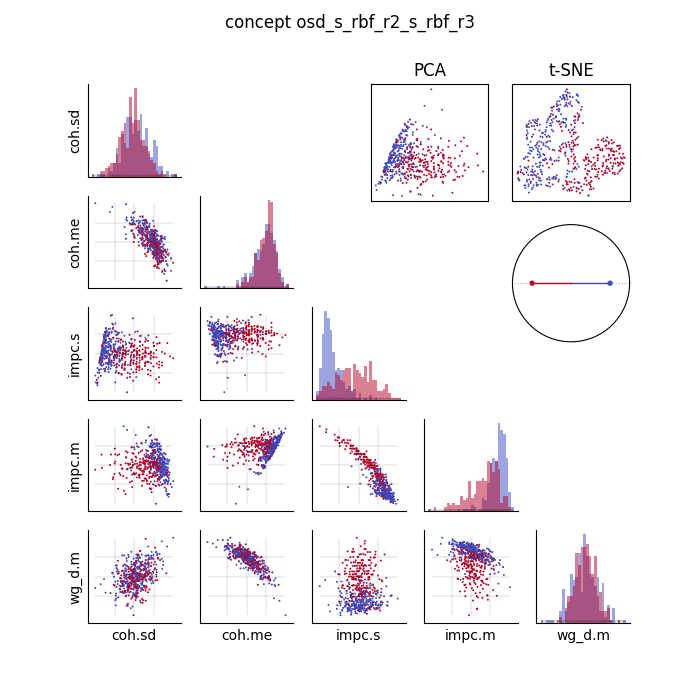 concept osd_s_rbf_r2_s_rbf_r3
PCA
t-SNE
coh.sd
coh.me
impc.s
impc.m
wg_d.m
coh.sd
coh.me
impc.s
impc.m
wg_d.m